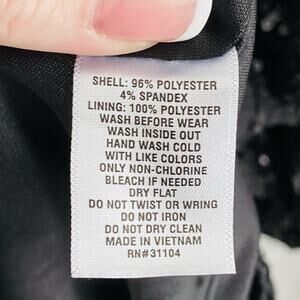 SHELL: 96% POLYESTER
4% SPANDEX
LINING: 100% POLYESTER
WASH BEFORE WEAR
WASH INSIDE OUT
HAND WASH COLD
WITH LIKE COLORS
ONLY NON-CHLORINE
BLEACH IF NEEDED
DRY FLAT
DO NOT TWIST OR WRING
DO NOT IRON
DO NOT DRY CLEAN
MADE IN VIETNAM
RN#31104